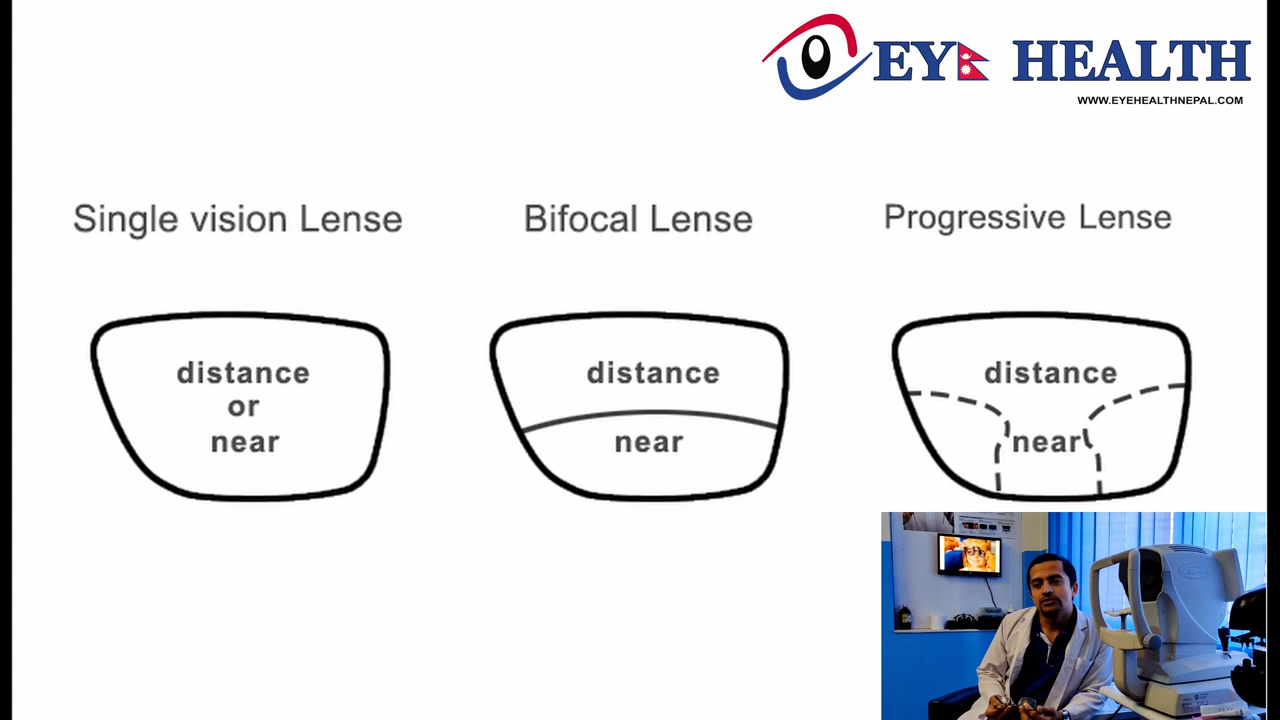 EYE HEALTH
WWW.EYEHEALTHNEPAL.COM
Single vision Lense
Bifocal Lense
Progressive Lense
distance
or
near
distance
near
distance
near